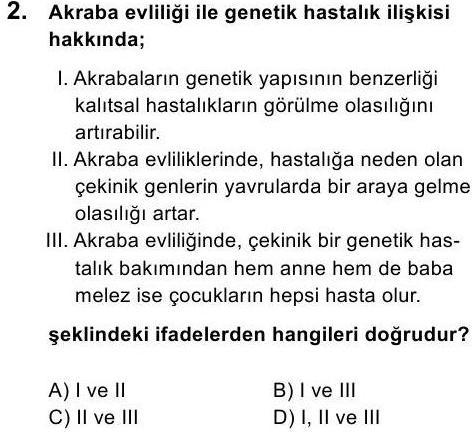 2. Akraba evliliği ile genetik hastalık ilişkisi
hakkında;
I. Akrabaların genetik yapısının benzerliği
kalıtsal hastalıkların görülme olasılığını
artırabilir.
II. Akraba evliliklerinde, hastalığa neden olan
çekinik genlerin yavrularda bir araya gelme
olasılığı artar.
III. Akraba evliliğinde, çekinik bir genetik has-
talık bakımından hem anne hem de baba
melez ise çocukların hepsi hasta olur.
şeklindeki ifadelerden hangileri doğrudur?
A) I ve II B) I ve III
C) II ve III D) I, II ve III